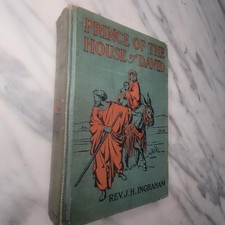 PRINCE OF THE
HOUSE of DAVID
REV. J. H. INGRAHAM